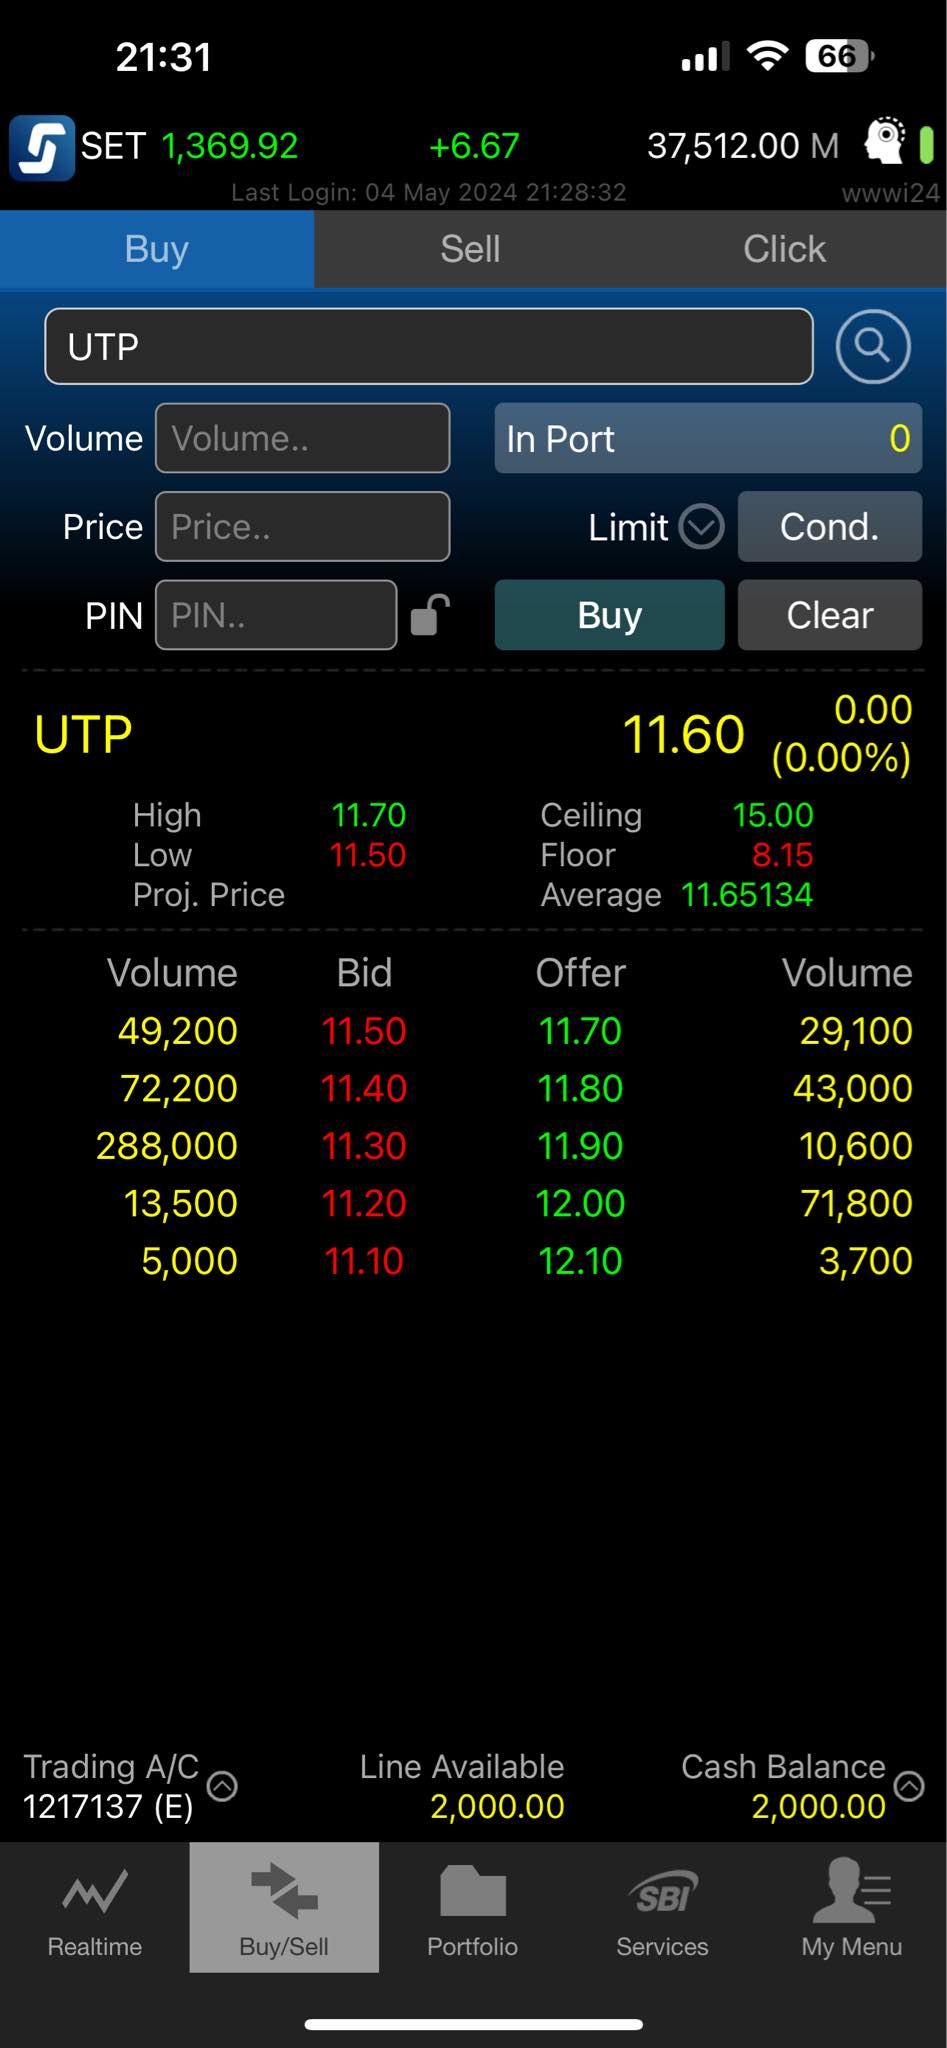 21:31 66
SET 1,369.92 +6.67 37,512.00 M
Last Login: 04 May 2024 21:28:32 wwwi24
Buy Sell Click
UTP
Volume Volume.. In Port 0
Price Price.. Limit Cond.
PIN PIN.. Buy Clear
UTP 11.60 0.00
(0.00%)
High 11.70 Ceiling 15.00
Low 11.50 Floor 8.15
Proj. Price Average 11.65134
Volume Bid Offer Volume
49,200 11.50 11.70 29,100
72,200 11.40 11.80 43,000
288,000 11.30 11.90 10,600
13,500 11.20 12.00 71,800
5,000 11.10 12.10 3,700
Trading A/C Line Available Cash Balance
1217137 (E) 2,000.00 2,000.00
SBI
Realtime Buy/Sell Portfolio Services My Menu